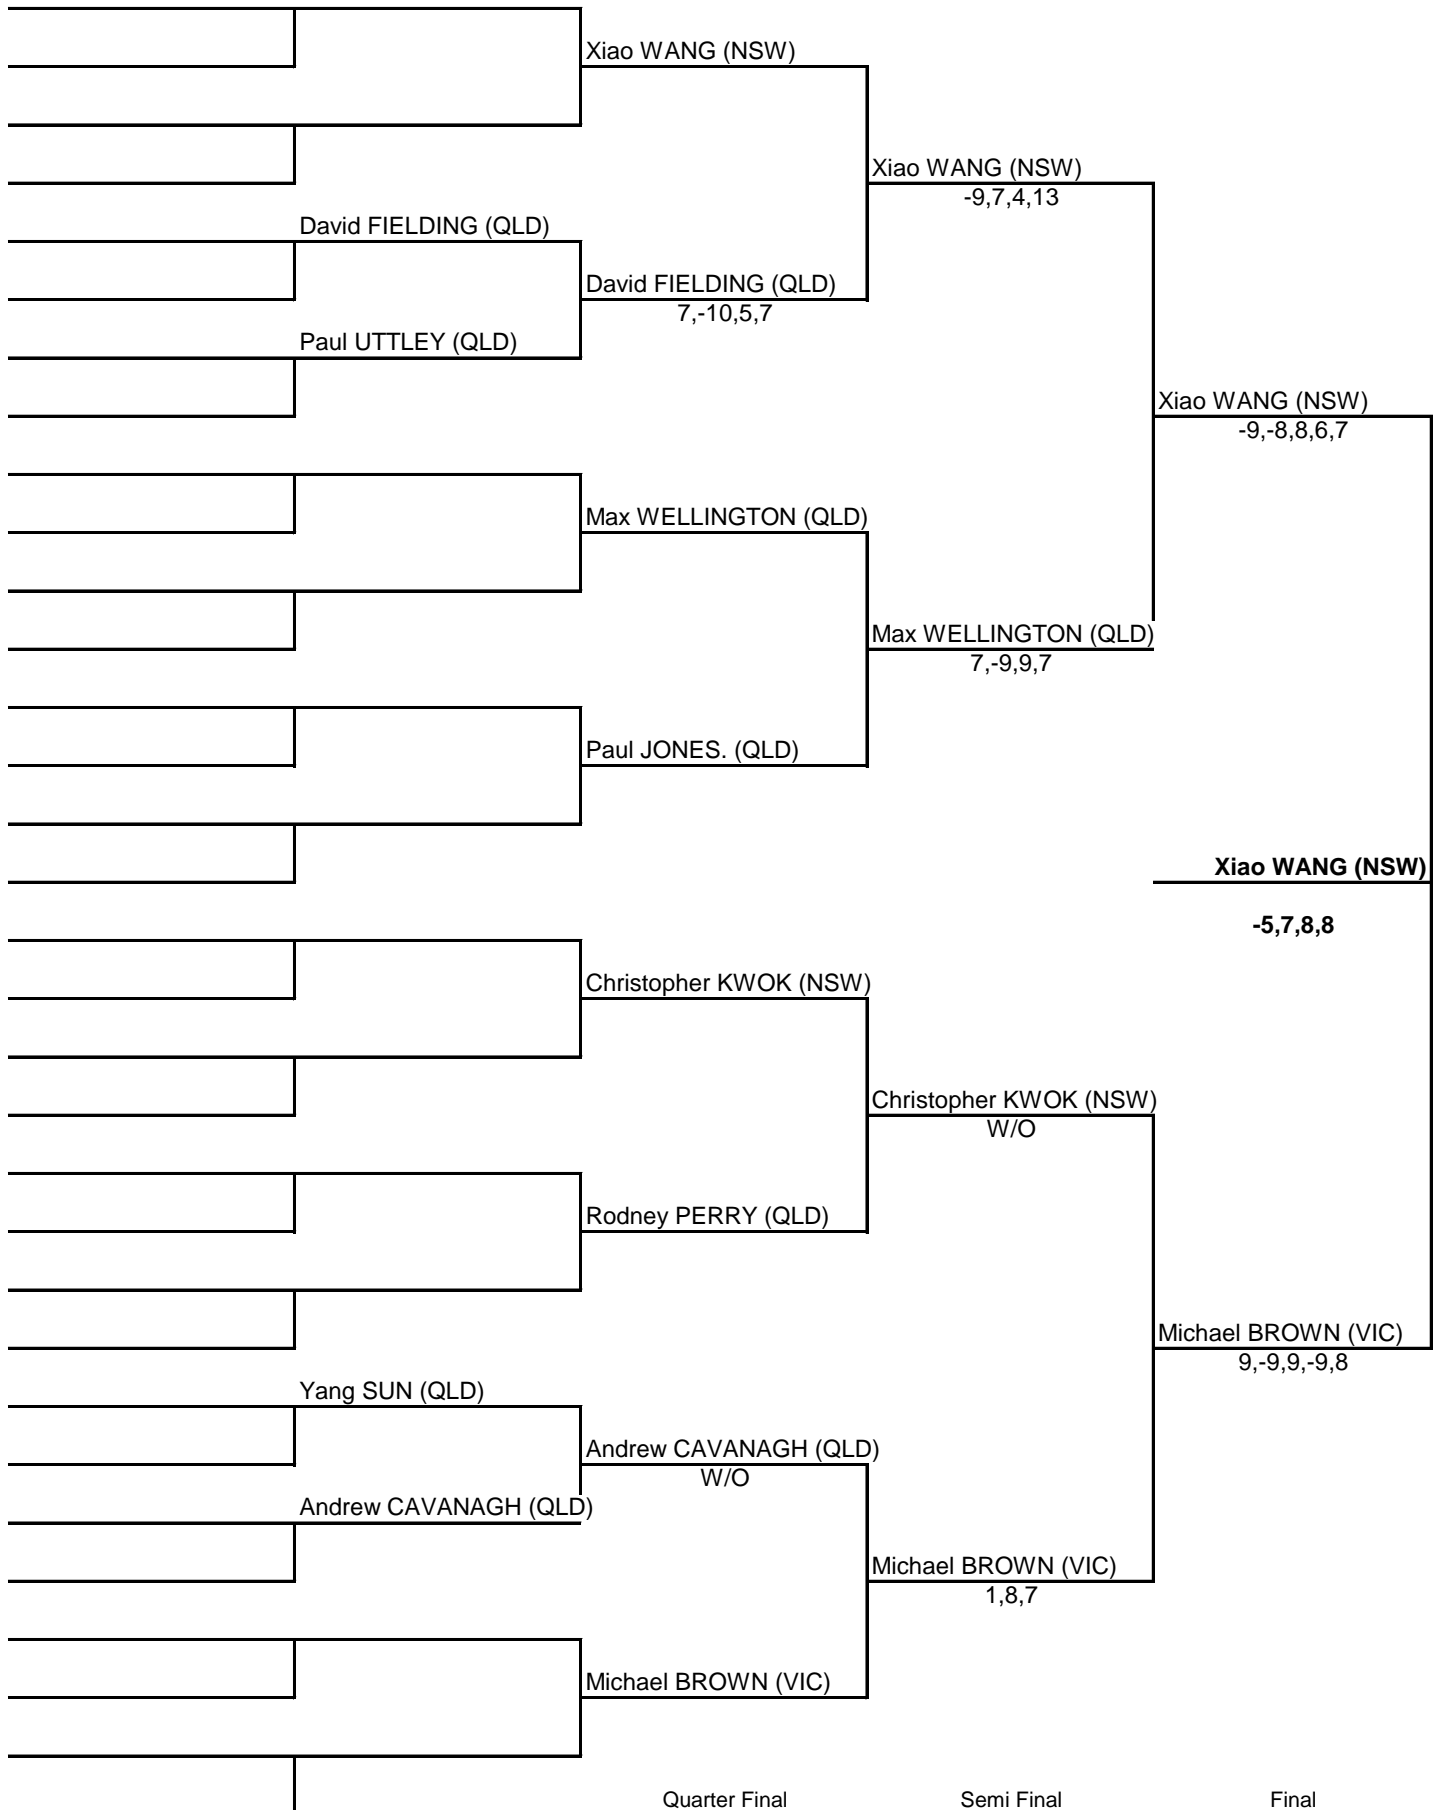 Xiao WANG (NSW)
Xiao WANG (NSW)
-9,7,4,13
David FIELDING (QLD)
David FIELDING (QLD)
7,-10,5,7
Paul UTTLEY (QLD)
Xiao WANG (NSW)
-9,-8,8,6,7
Max WELLINGTON (QLD)
Max WELLINGTON (QLD)
7,-9,9,7
Paul JONES. (QLD)
Xiao WANG (NSW)
-5,7,8,8
Christopher KWOK (NSW)
Christopher KWOK (NSW)
W/O
Rodney PERRY (QLD)
Michael BROWN (VIC)
9,-9,9,-9,8
Yang SUN (QLD)
Andrew CAVANAGH (QLD)
W/O
Andrew CAVANAGH (QLD)
Michael BROWN (VIC)
1,8,7
Michael BROWN (VIC)
Quarter Final Semi Final Final